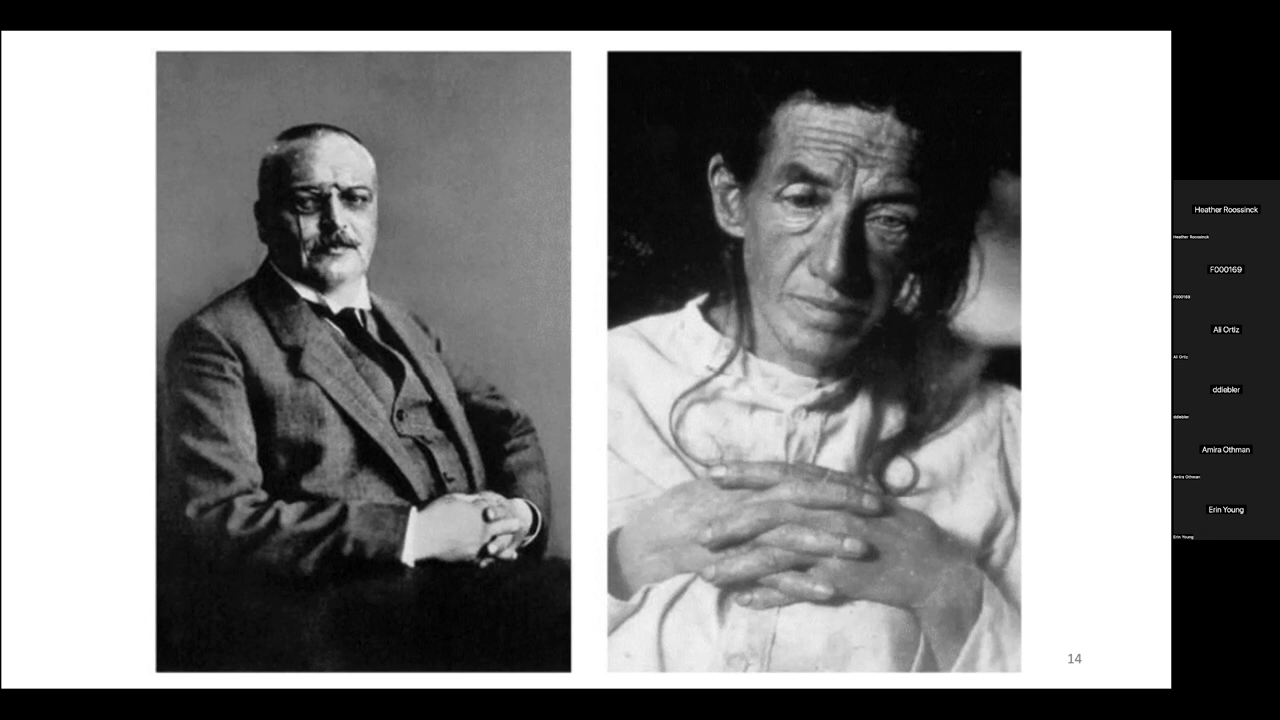 14
Heather Roossinck
Heather Roossinck
F000169
F000169
Ali Ortiz
Ali Ortiz
ddiebler
ddiebler
Amira Othman
Amira Othman
Erin Young
Erin Young